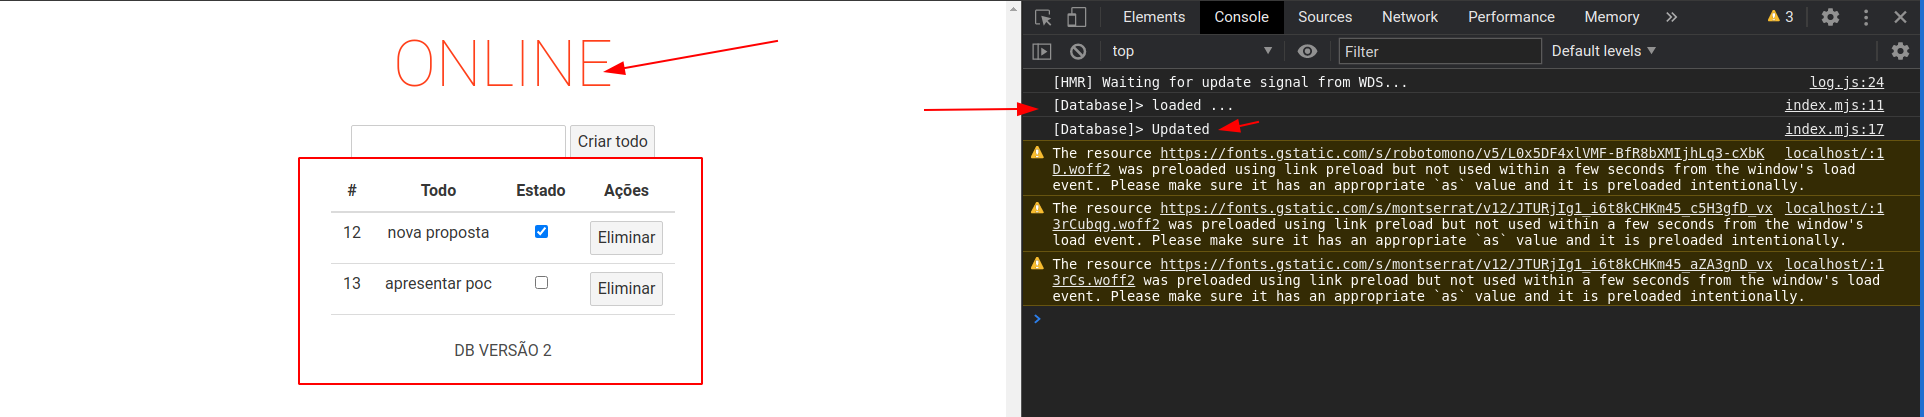 ONLINE
Criar todo
# Todo Estado Ações
12 nova proposta Eliminar
13 apresentar poc Eliminar
DB VERSÃO 2
Elements Console Sources Network Performance Memory » 3
top Filter Default levels
[HMR] Waiting for update signal from WDS... log.js:24
[Database]> loaded ... index.mjs:11
[Database]> Updated index.mjs:17
The resource https://fonts.gstatic.com/s/robotomono/v5/L0x5DF4xlVMF-BfR8bXMIjhLq3-cXbK localhost/:1
D.woff2 was preloaded using link preload but not used within a few seconds from the window's load
event. Please make sure it has an appropriate `as` value and it is preloaded intentionally.
The resource https://fonts.gstatic.com/s/montserrat/v12/JTURjIg1_i6t8kCHKm45_c5H3gfD_vx localhost/:1
3rCubqg.woff2 was preloaded using link preload but not used within a few seconds from the window's
load event. Please make sure it has an appropriate `as` value and it is preloaded intentionally.
The resource https://fonts.gstatic.com/s/montserrat/v12/JTURjIg1_i6t8kCHKm45_aZA3gnD_vx localhost/:1
3rCs.woff2 was preloaded using link preload but not used within a few seconds from the window's load
event. Please make sure it has an appropriate `as` value and it is preloaded intentionally.
>